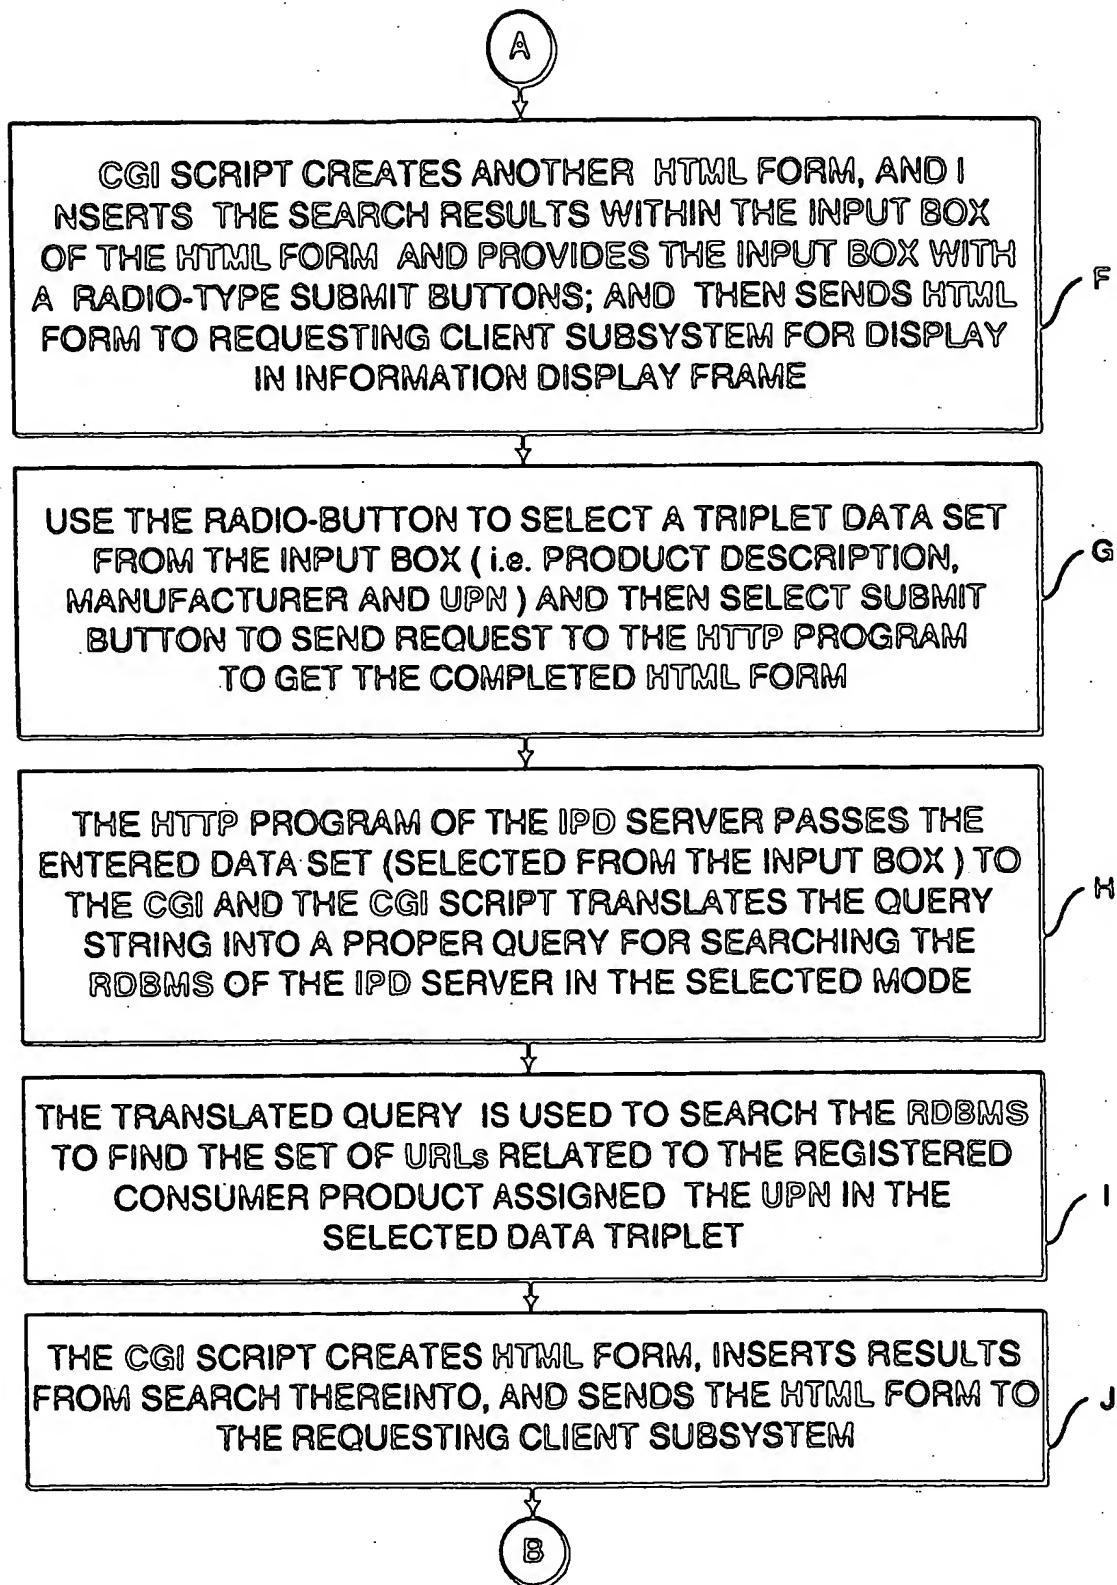 A
CGI SCRIPT CREATES ANOTHER HTML FORM, AND I
NSERTS THE SEARCH RESULTS WITHIN THE INPUT BOX
OF THE HTML FORM AND PROVIDES THE INPUT BOX WITH
A RADIO-TYPE SUBMIT BUTTONS; AND THEN SENDS HTML
FORM TO REQUESTING CLIENT SUBSYSTEM FOR DISPLAY
IN INFORMATION DISPLAY FRAME
F
USE THE RADIO-BUTTON TO SELECT A TRIPLET DATA SET
FROM THE INPUT BOX ( i.e. PRODUCT DESCRIPTION,
MANUFACTURER AND UPN ) AND THEN SELECT SUBMIT
BUTTON TO SEND REQUEST TO THE HTTP PROGRAM
TO GET THE COMPLETED HTML FORM
G
THE HTTP PROGRAM OF THE IPD SERVER PASSES THE
ENTERED DATA SET (SELECTED FROM THE INPUT BOX ) TO
THE CGI AND THE CGI SCRIPT TRANSLATES THE QUERY
STRING INTO A PROPER QUERY FOR SEARCHING THE
RDBMS OF THE IPD SERVER IN THE SELECTED MODE
H
THE TRANSLATED QUERY IS USED TO SEARCH THE RDBMS
TO FIND THE SET OF URLs RELATED TO THE REGISTERED
CONSUMER PRODUCT ASSIGNED THE UPN IN THE
SELECTED DATA TRIPLET
I
THE CGI SCRIPT CREATES HTML FORM, INSERTS RESULTS
FROM SEARCH THEREINTO, AND SENDS THE HTML FORM TO
THE REQUESTING CLIENT SUBSYSTEM
J
B